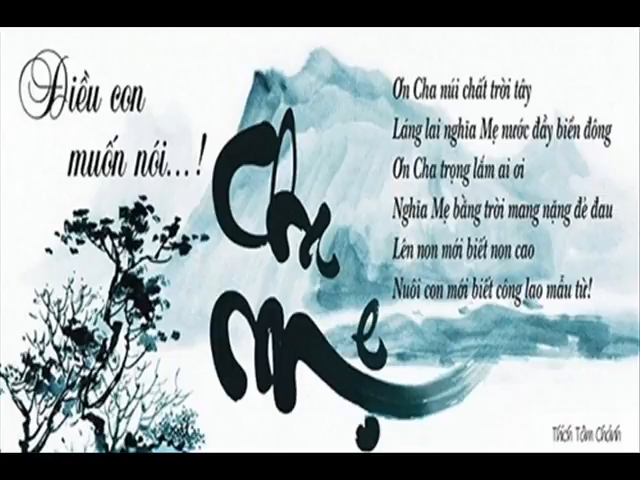 Điều con
muốn nói...!
Cha
Mẹ
Ơn Cha núi chất trời tây
Láng lai nghĩa Mẹ nước đầy biển đông
Ơn Cha trọng lắm ai ơi
Nghĩa Mẹ bằng trời mang nặng đẻ đau
Lên non mới biết non cao
Nuôi con mới biết công lao mẫu từ!
Thích Tâm Chánh